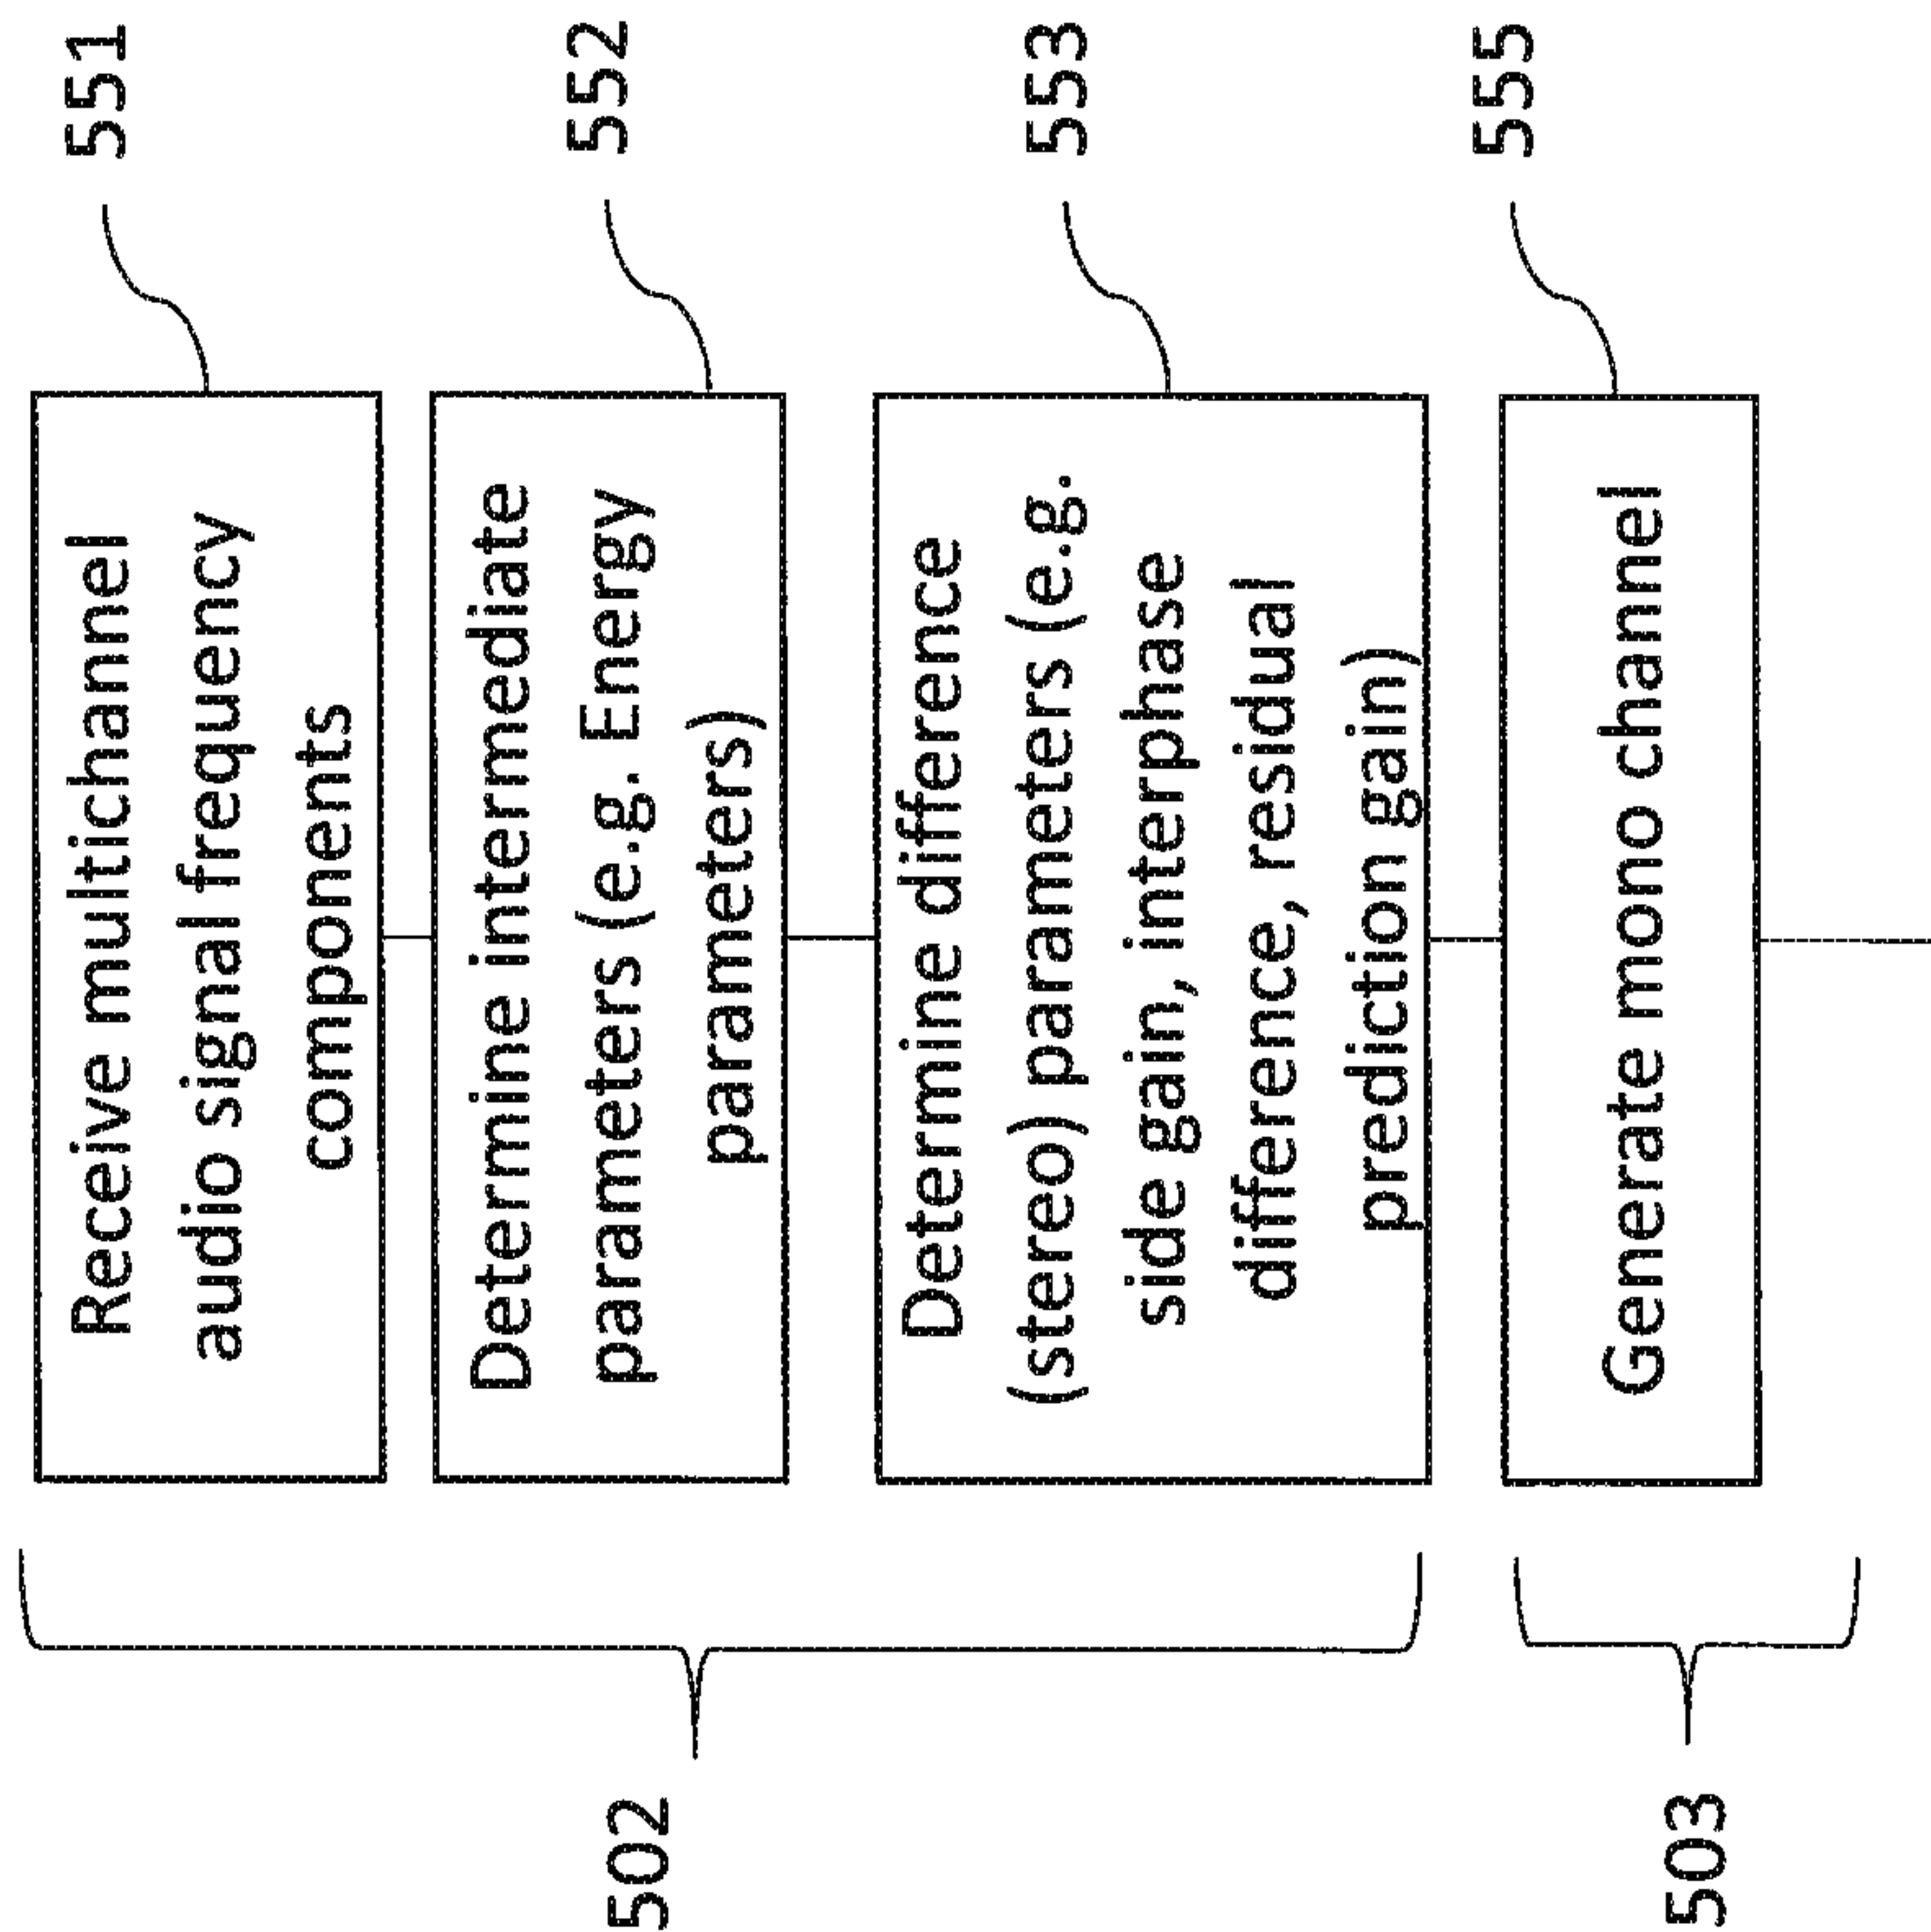 Receive multichannel
audio signal frequency
components
551
Determine intermediate
parameters (e.g. Energy
parameters)
552
Determine difference
(stereo) parameters (e.g.
side gain, interphase
difference, residual
prediction gain)
553
502
Generate mono channel
555
503